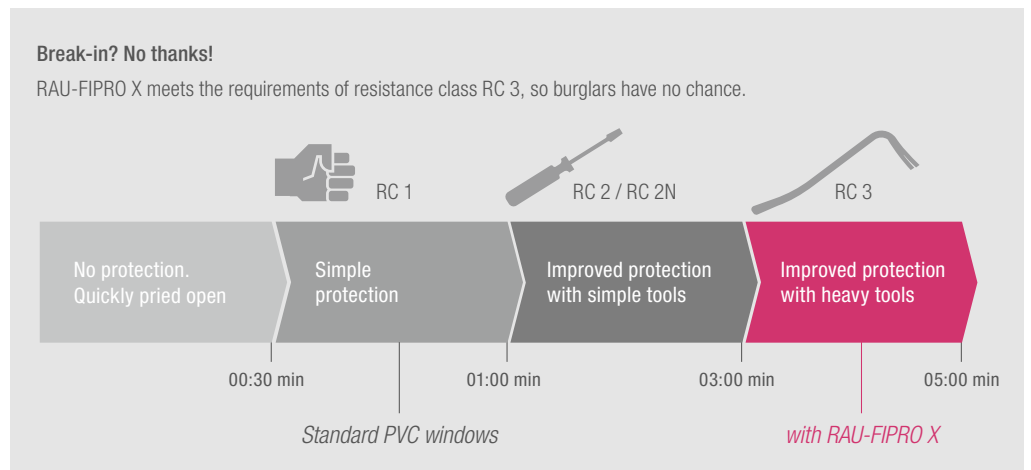 Break-in? No thanks!
RAU-FIPRO X meets the requirements of resistance class RC 3, so burglars have no chance.
RC 1
RC 2 / RC 2N
RC 3
No protection.
Quickly pried open
Simple
protection
Improved protection
with simple tools
Improved protection
with heavy tools
00:30 min
01:00 min
03:00 min
05:00 min
Standard PVC windows
with RAU-FIPRO X